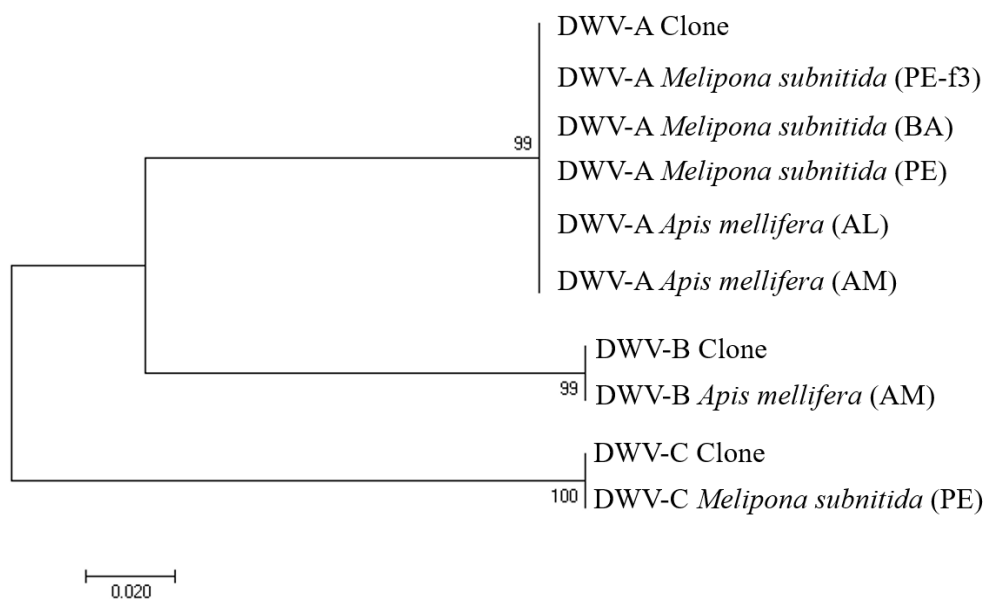 DWV-A Clone
DWV-A Melipona subnitida (PE-f3)
DWV-A Melipona subnitida (BA)
99
DWV-A Melipona subnitida (PE)
DWV-A Apis mellifera (AL)
DWV-A Apis mellifera (AM)
DWV-B Clone
99
DWV-B Apis mellifera (AM)
DWV-C Clone
100
DWV-C Melipona subnitida (PE)
0.020